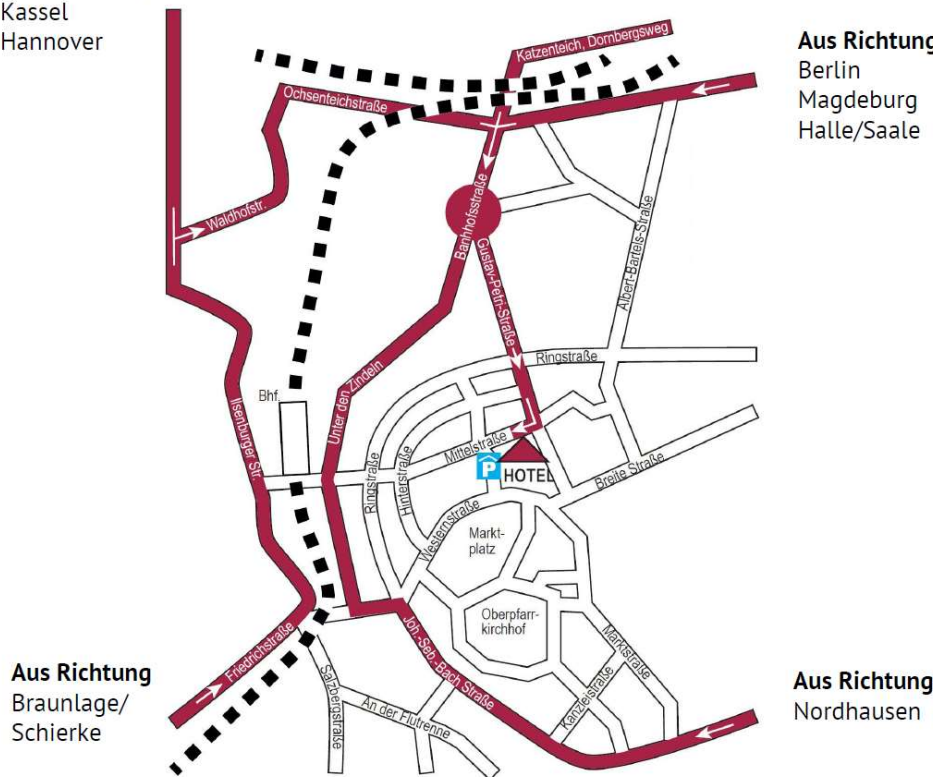 Kassel
Hannover
Katzenteich, Dornbergsweg
Aus Richtung
Berlin
Magdeburg
Halle/Saale
Ochsenteichstraße
Waldhofstr.
Banhhofsstraße
Gustav-Petri-Straße
Albert-Bartels-Straße
Ringstraße
Bhf.
Unter den Zindeln
Ilsenburger Str.
Mittelstraße
Ringstraße
Hinterstraße
P
HOTEL
Breite Straße
Westernstraße
Markt-
platz
Oberpfarr-
kirchhof
Friedrichstraße
Joh.-Seb.-Bach Straße
Marktstraße
Kanzleistraße
Salzbergstraße
An der Flutrenne
Aus Richtung
Braunlage/
Schierke
Aus Richtung
Nordhausen